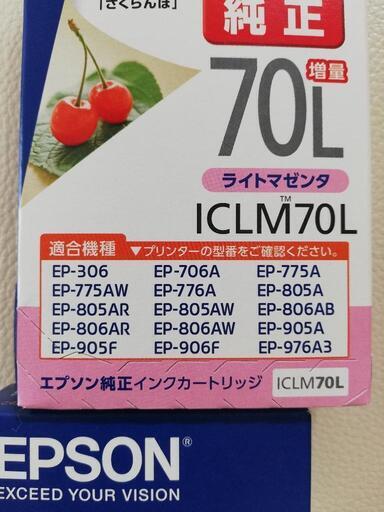 「さくらんぼ」
純正
増量
70L
ライトマゼンタ
ICLM70L™
適合機種 ▼プリンターの型番をご確認ください。
EP-306 EP-706A EP-775A
EP-775AW EP-776A EP-805A
EP-805AR EP-805AW EP-806AB
EP-806AR EP-806AW EP-905A
EP-905F EP-906F EP-976A3
エプソン純正インクカートリッジ ICLM70L
EPSON®
EXCEED YOUR VISION